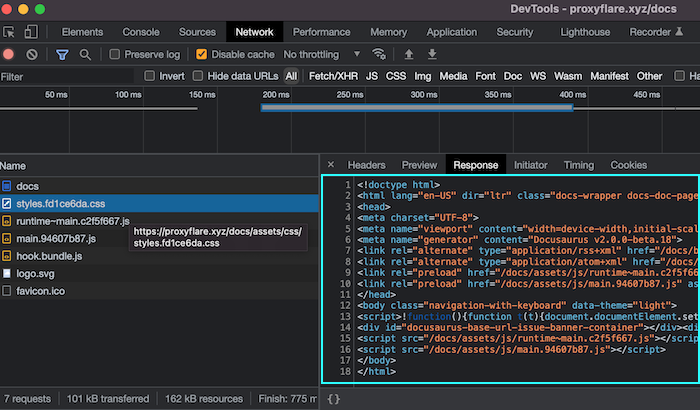 DevTools - proxyflare.xyz/docs
Elements Console Sources Network Performance Memory Application Security Lighthouse Recorder
Preserve log Disable cache No throttling
Filter Invert Hide data URLs All Fetch/XHR JS CSS Img Media Font Doc WS Wasm Manifest Other Ha
50 ms 100 ms 150 ms 200 ms 250 ms 300 ms 350 ms 400 ms 450 ms
Name × Headers Preview Response Initiator Timing Cookies
docs
styles.fd1ce6da.css
runtime~main.c2f5f667.js
main.94607b87.js
hook.bundle.js
logo.svg
favicon.ico
https://proxyflare.xyz/docs/assets/css/
styles.fd1ce6da.css
1 <!doctype html>
2 <html lang="en-US" dir="ltr" class="docs-wrapper docs-doc-page
3 <head>
4 <meta charset="UTF-8">
5 <meta name="viewport" content="width=device-width,initial-scal
6 <meta name="generator" content="Docusaurus v2.0.0-beta.18">
7 <link rel="alternate" type="application/rss+xml" href="/docs/b
8 <link rel="alternate" type="application/atom+xml" href="/docs/
9 <link rel="preload" href="/docs/assets/js/runtime~main.c2f5f66
10 <link rel="preload" href="/docs/assets/js/main.94607b87.js" as
11 </head>
12 <body class="navigation-with-keyboard" data-theme="light">
13 <script>!function(){function t(t){document.documentElement.set
14 <div id="docusaurus-base-url-issue-banner-container"></div><di
15 <script src="/docs/assets/js/runtime~main.c2f5f667.js"></scrip
16 <script src="/docs/assets/js/main.94607b87.js"></script>
17 </body>
18 </html>
7 requests 101 kB transferred 162 kB resources Finish: 775 m {}